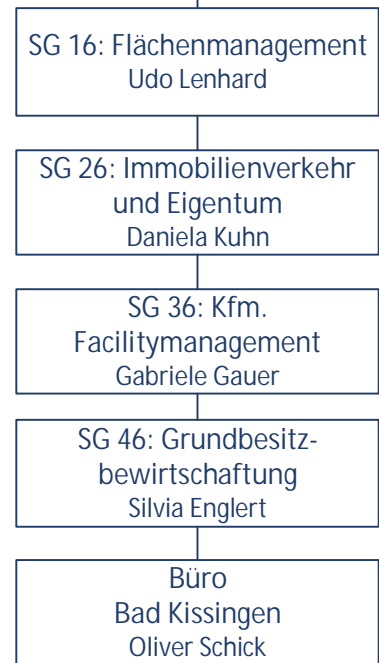 SG 16: Flächenmanagement
Udo Lenhard
SG 26: Immobilienverkehr
und Eigentum
Daniela Kuhn
SG 36: Kfm.
Facilitymanagement
Gabriele Gauer
SG 46: Grundbesitz-
bewirtschaftung
Silvia Englert
Büro
Bad Kissingen
Oliver Schick